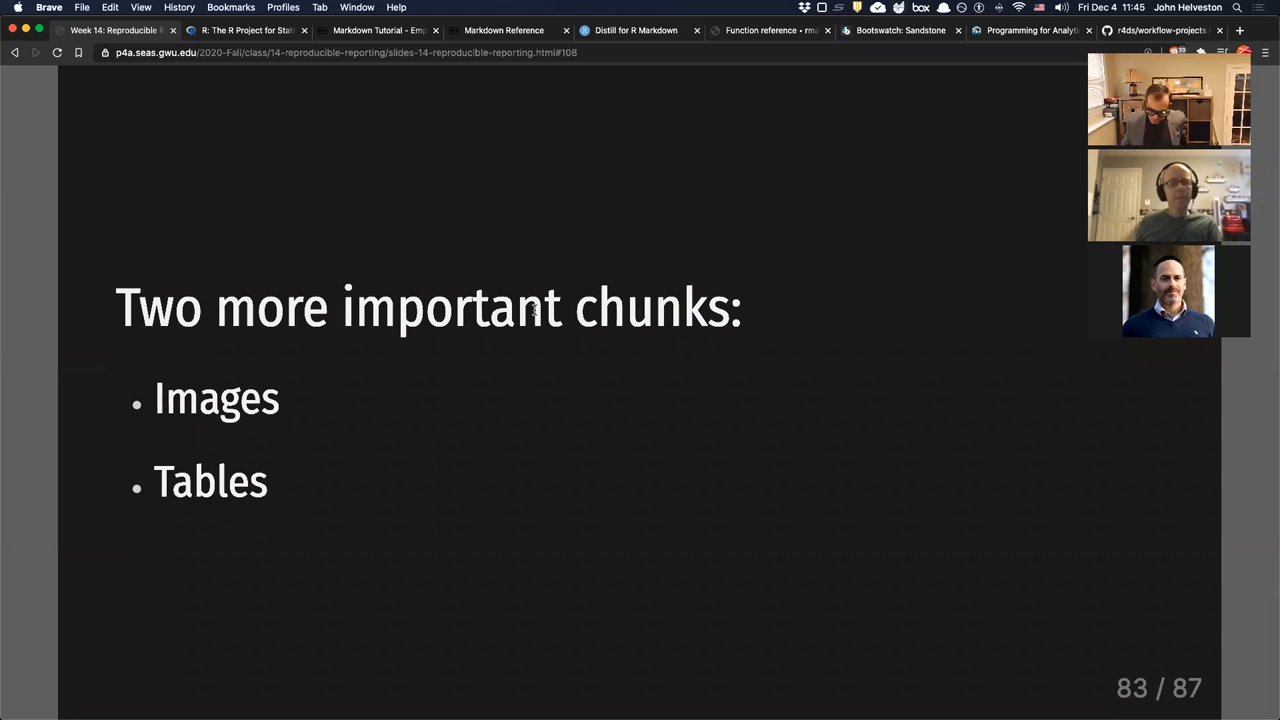 Brave File Edit View History Bookmarks Profiles Tab Window Help box Fri Dec 4 11:45 John Helveston
Week 14: Reproducible R R: The R Project for Stati Markdown Tutorial - Emp Markdown Reference Distill for R Markdown Function reference • rma Bootswatch: Sandstone Programming for Analyti r4ds/workflow-projects.
p4a.seas.gwu.edu/2020-Fall/class/14-reproducible-reporting/slides-14-reproducible-reporting.html#108
Two more important chunks:
• Images
• Tables
83 / 87